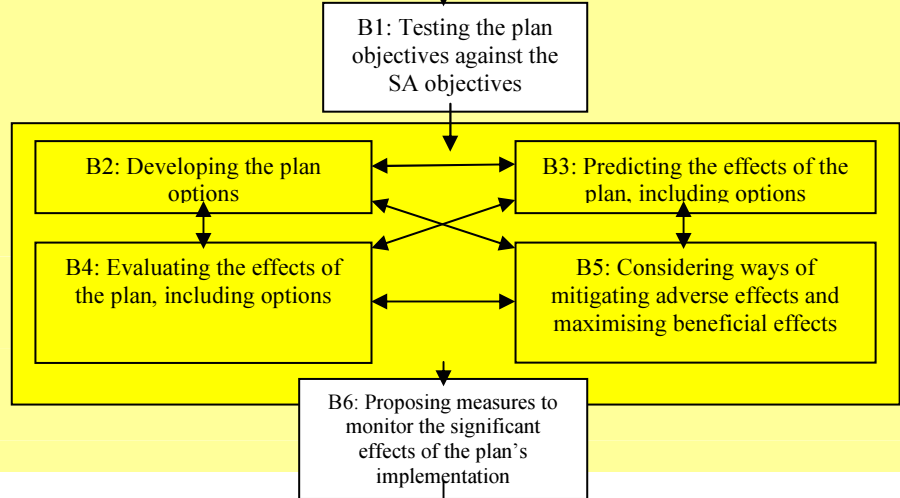 B1: Testing the plan
objectives against the
SA objectives
B2: Developing the plan
options
B3: Predicting the effects of the
plan, including options
B4: Evaluating the effects of
the plan, including options
B5: Considering ways of
mitigating adverse effects and
maximising beneficial effects
B6: Proposing measures to
monitor the significant
effects of the plan’s
implementation